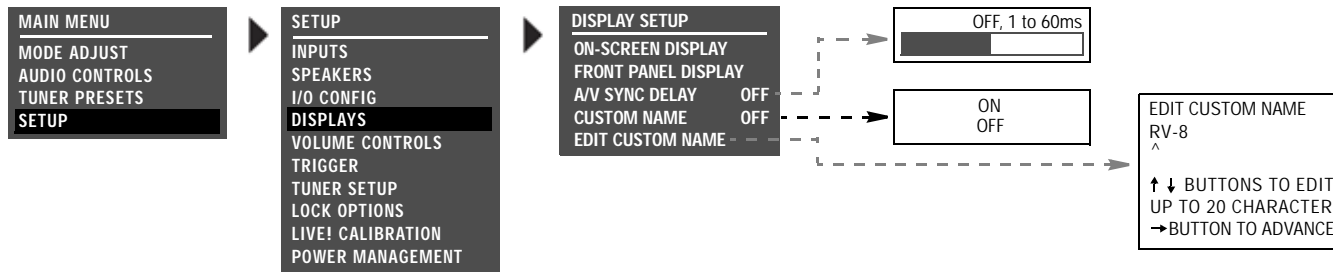 MAIN MENU
MODE ADJUST
AUDIO CONTROLS
TUNER PRESETS
SETUP
SETUP
INPUTS
SPEAKERS
I/O CONFIG
DISPLAYS
VOLUME CONTROLS
TRIGGER
TUNER SETUP
LOCK OPTIONS
LIVE! CALIBRATION
POWER MANAGEMENT
DISPLAY SETUP
ON-SCREEN DISPLAY
FRONT PANEL DISPLAY
A/V SYNC DELAY OFF
CUSTOM NAME OFF
EDIT CUSTOM NAME
OFF, 1 to 60ms
ON
OFF
EDIT CUSTOM NAME
RV-8
^
↑ ↓ BUTTONS TO EDIT
UP TO 20 CHARACTER
→BUTTON TO ADVANCE